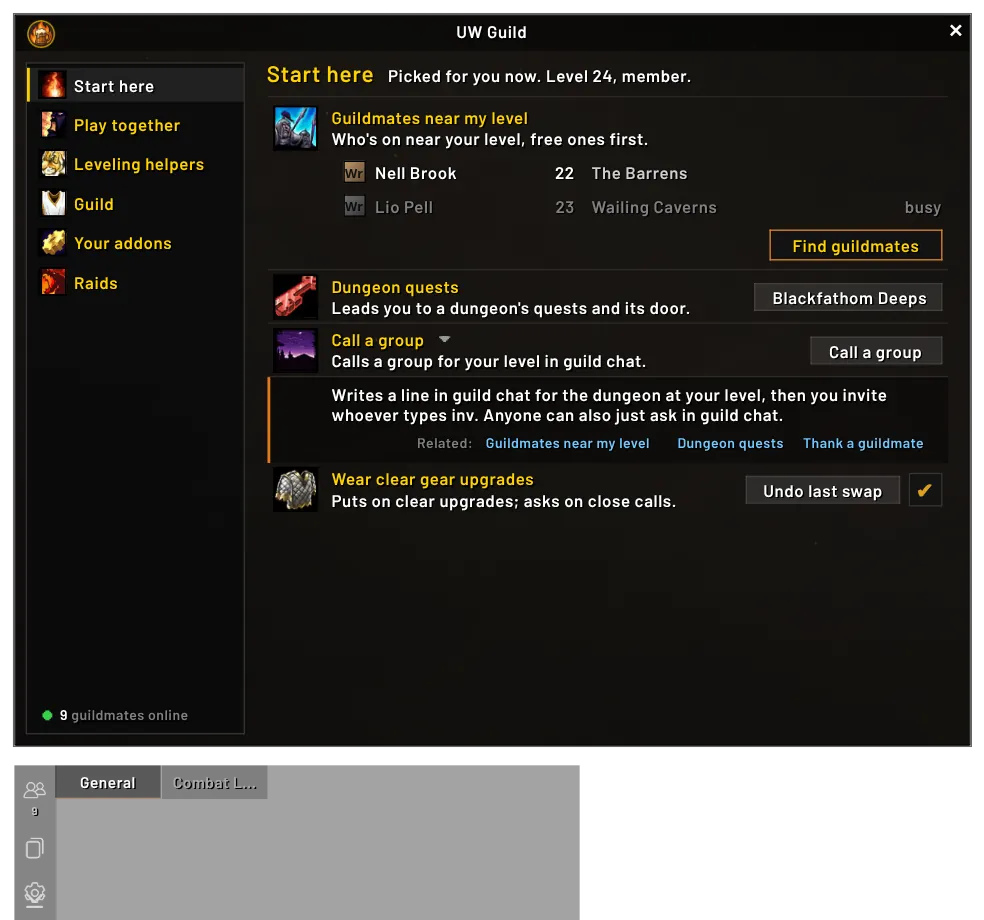 UW Guild
Start here
Play together
Leveling helpers
Guild
Your addons
Raids
9 guildmates online
Start here Picked for you now. Level 24, member.
Guildmates near my level
Who's on near your level, free ones first.
Wr Nell Brook 22 The Barrens
Wr Lio Pell 23 Wailing Caverns busy
Find guildmates
Dungeon quests
Leads you to a dungeon's quests and its door.
Blackfathom Deeps
Call a group
Calls a group for your level in guild chat.
Call a group
Writes a line in guild chat for the dungeon at your level, then you invite
whoever types inv. Anyone can also just ask in guild chat.
Related: Guildmates near my level Dungeon quests Thank a guildmate
Wear clear gear upgrades
Puts on clear upgrades; asks on close calls.
Undo last swap
General Combat L...
9